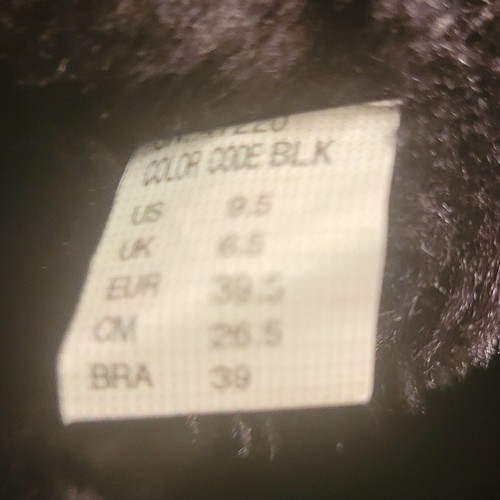 COLOR CODE BLK
US 9.5
UK 6.5
EUR 39.5
CM 26.5
BRA 39